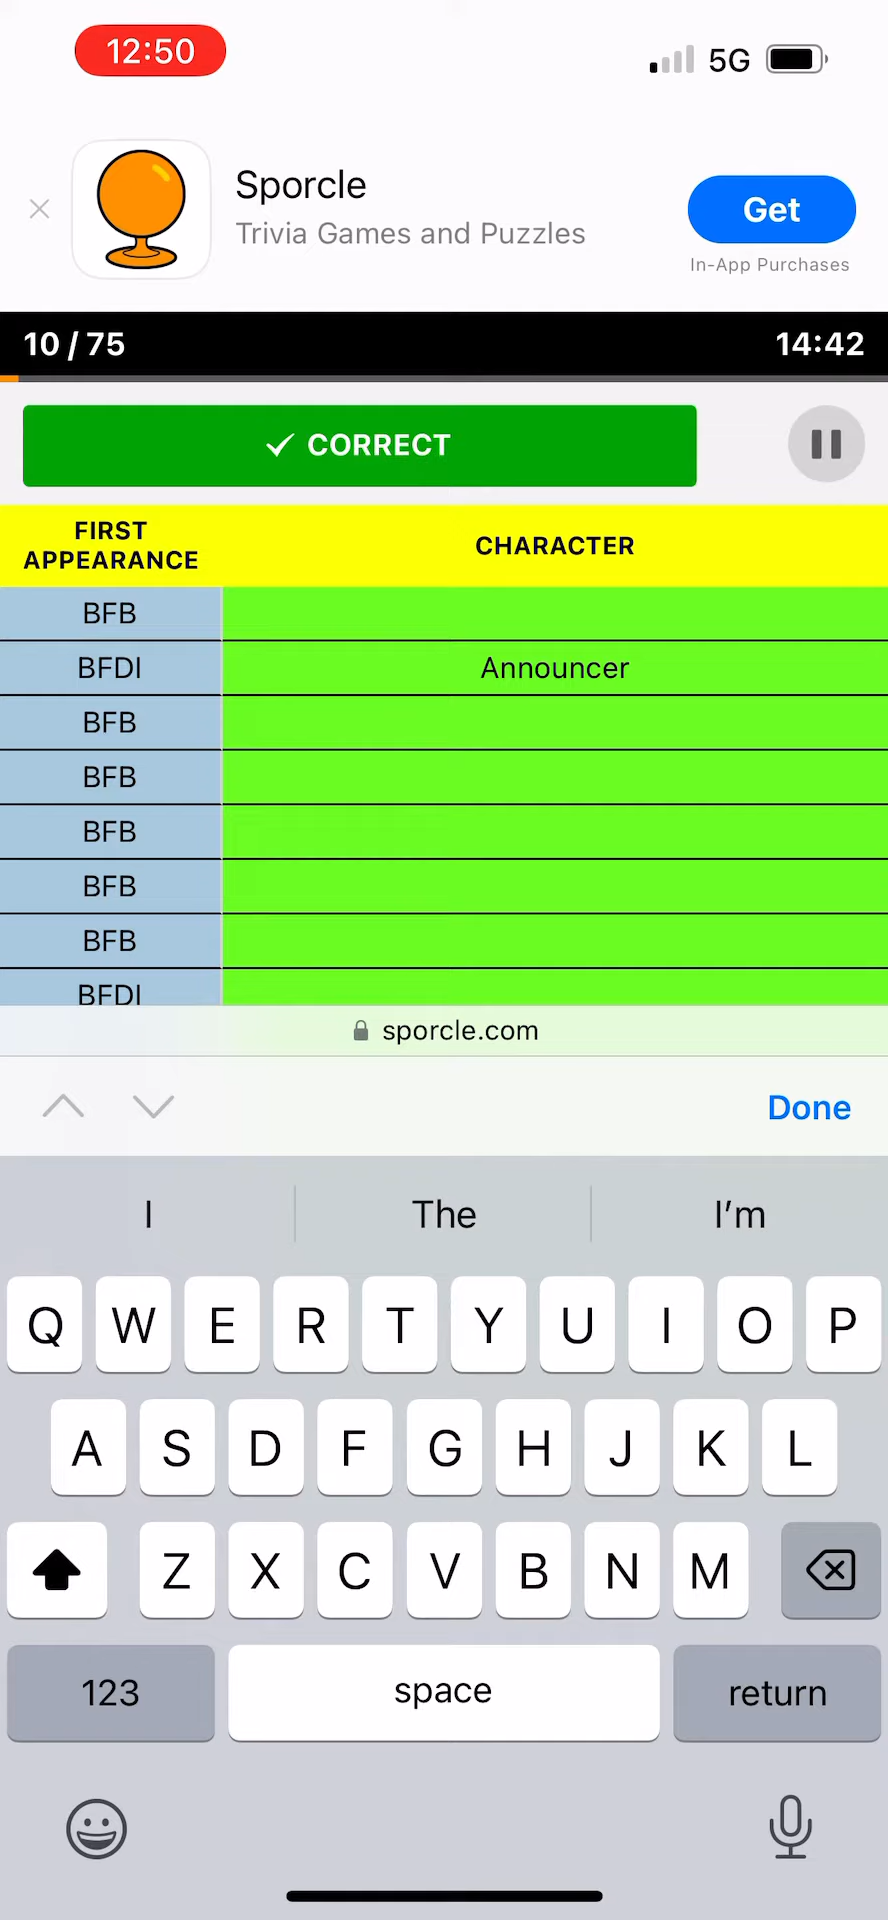 12:50
5G
Sporcle
Trivia Games and Puzzles
Get
In-App Purchases
10 / 75
14:42
CORRECT
FIRST APPEARANCE
CHARACTER
BFB
BFDI
Announcer
BFB
BFB
BFB
BFB
BFB
BFDI
sporcle.com
Done
I
The
I’m
Q W E R T Y U I O P
A S D F G H J K L
Z X C V B N M
123
space
return